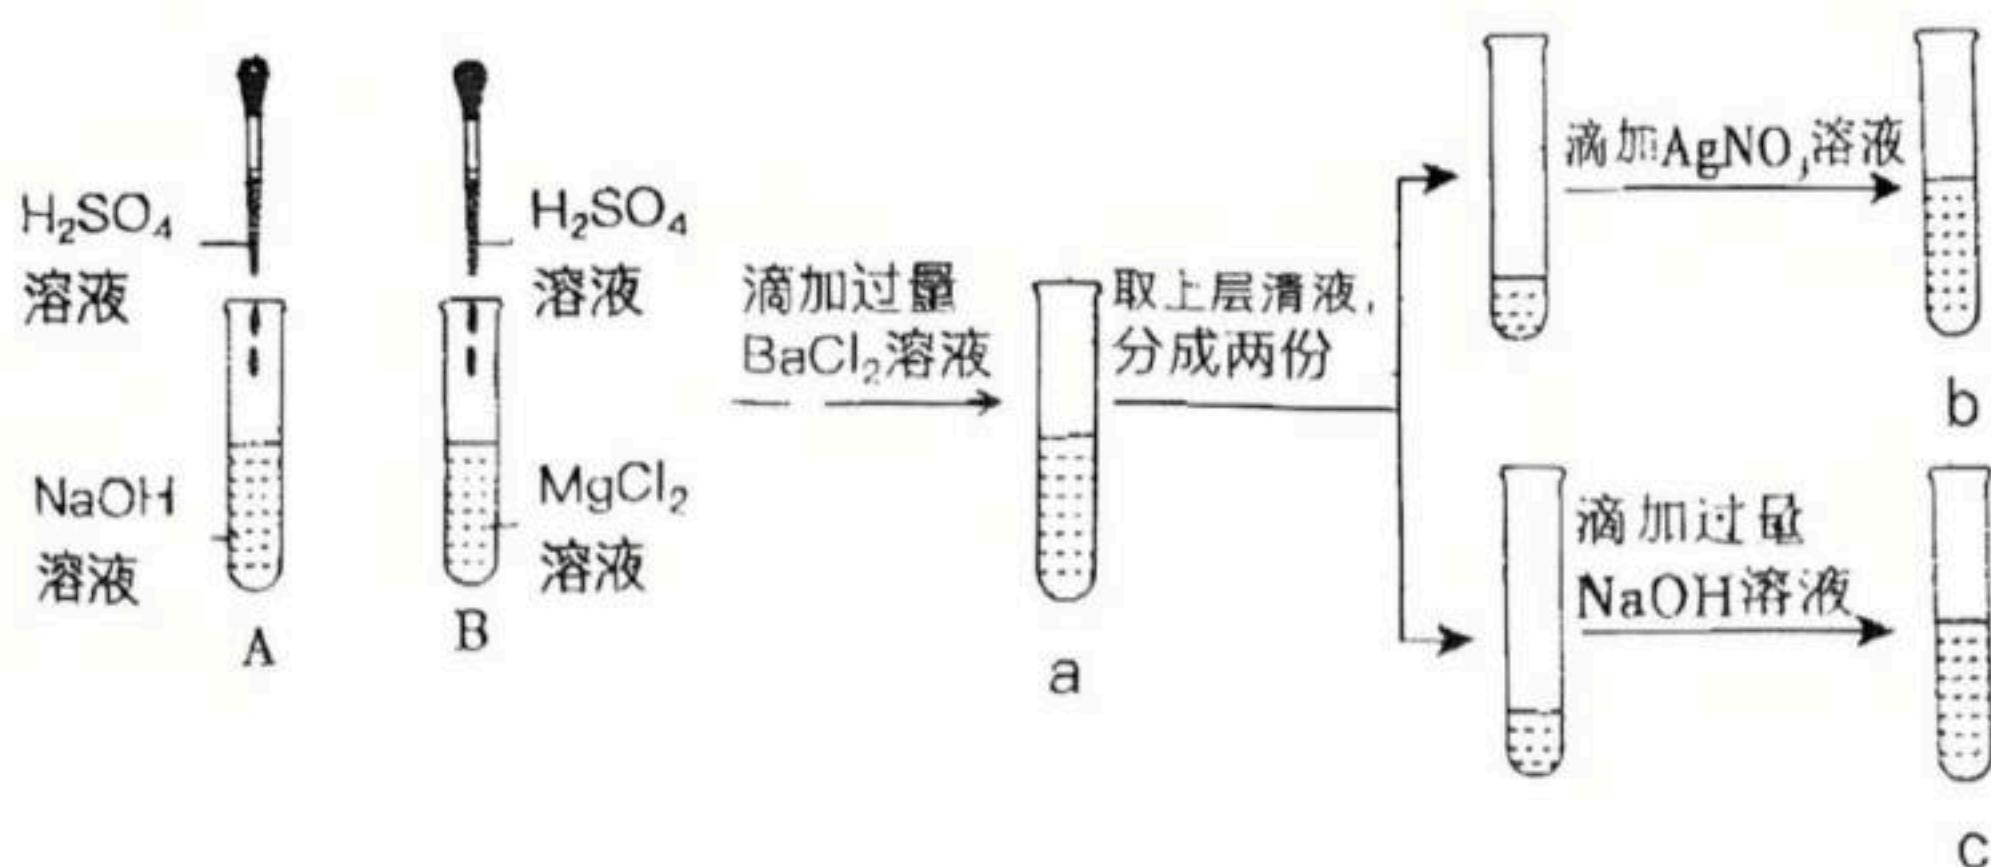 H₂SO₄
溶液
NaOH
溶液
A
H₂SO₄
溶液
MgCl₂
溶液
B
滴加过量
BaCl₂溶液
a
取上层清液,
分成两份
滴加AgNO₃溶液
b
滴加过量
NaOH溶液
c